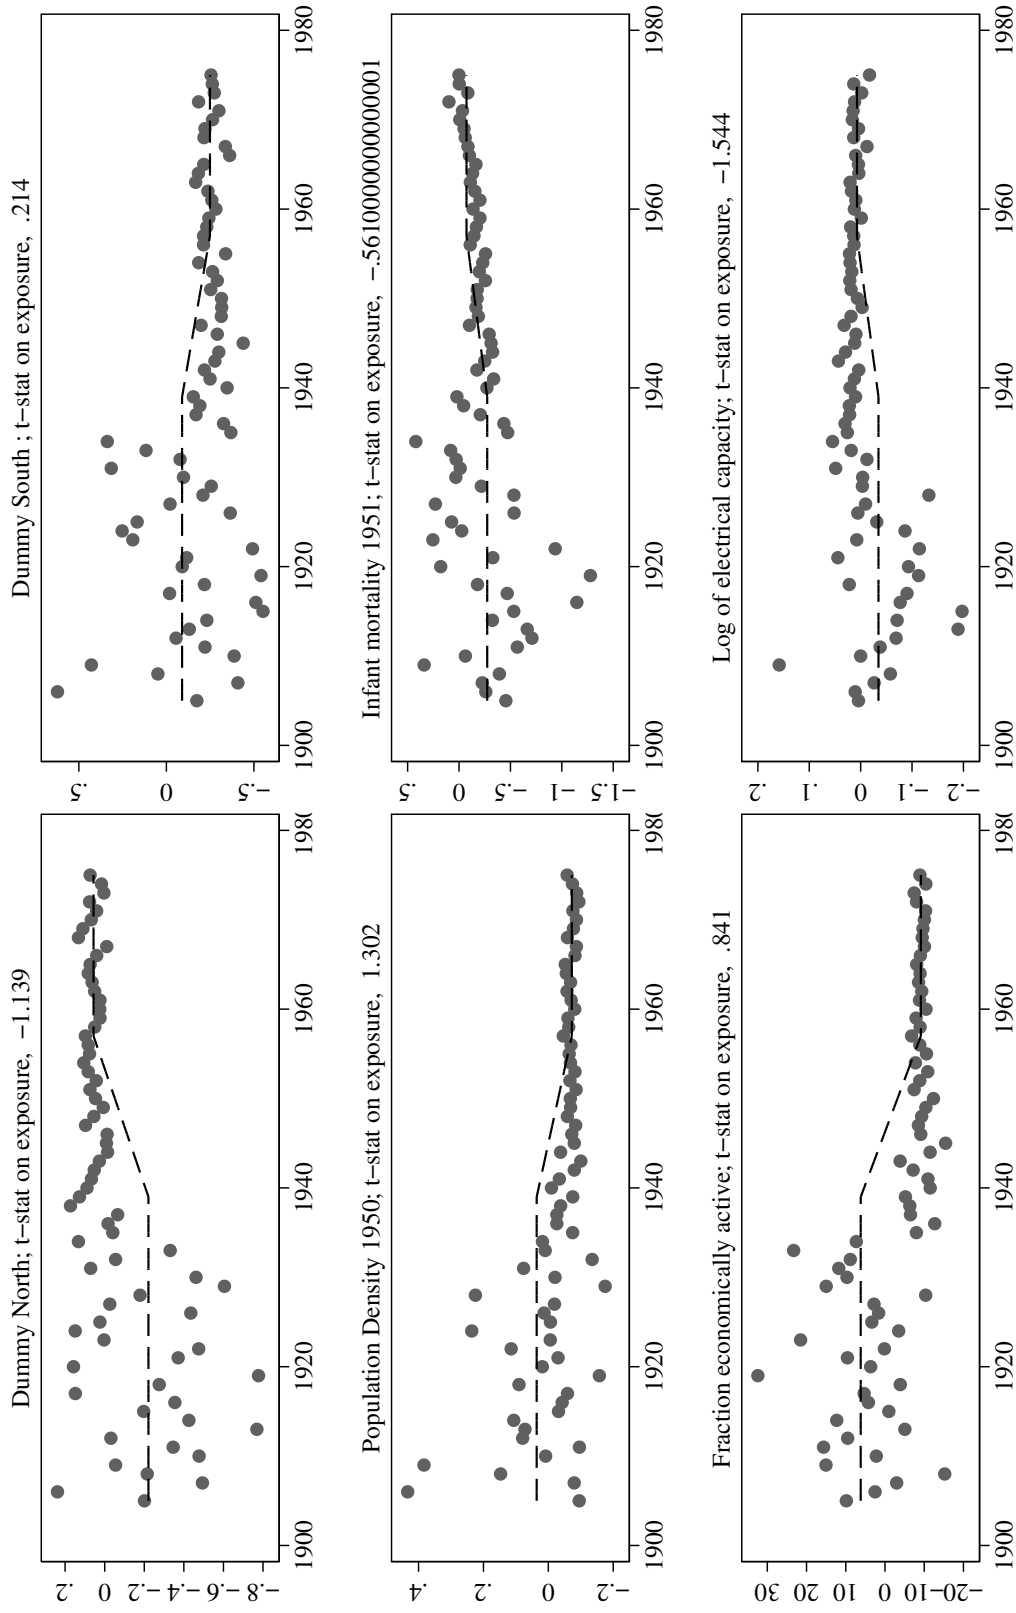 Dummy North; t−stat on exposure, −1.139
.2
0
−.2
−.4
−.6
−.8
1900 1920 1940 1960 1980
Dummy South ; t−stat on exposure, .214
.5
0
−.5
1900 1920 1940 1960 1980
Population Density 1950; t−stat on exposure, 1.302
.4
.2
0
−.2
1900 1920 1940 1960 1980
Infant mortality 1951; t−stat on exposure, −.5610000000000001
.5
0
−.5
−1
−1.5
1900 1920 1940 1960 1980
Fraction economically active; t−stat on exposure, .841
30
20
10
0
−10
−20
1900 1920 1940 1960 1980
Log of electrical capacity; t−stat on exposure, −1.544
.2
.1
0
−.1
−.2
1900 1920 1940 1960 1980